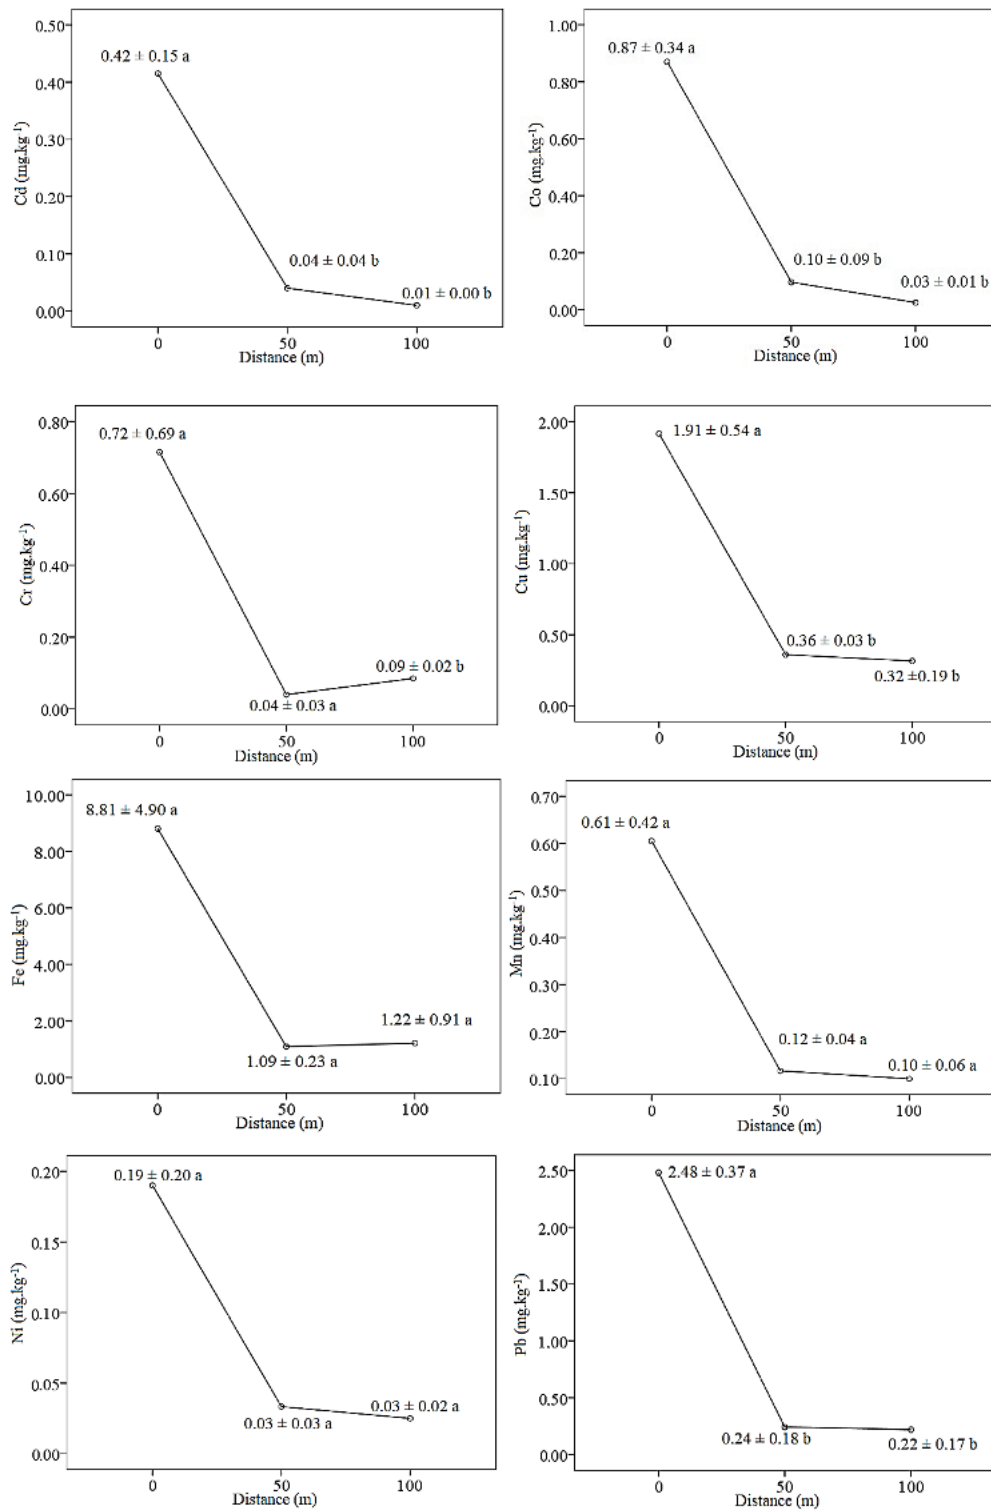 0.50
0.40
0.30
0.20
0.10
0.00
Cd (mg.kg⁻¹)
0.42 ± 0.15 a
0.04 ± 0.04 b
0.01 ± 0.00 b
0 50 100
Distance (m)
1.00
0.80
0.60
0.40
0.20
0.00
Co (mg.kg⁻¹)
0.87 ± 0.34 a
0.10 ± 0.09 b
0.03 ± 0.01 b
0 50 100
Distance (m)
0.80
0.60
0.40
0.20
0.00
Cr (mg.kg⁻¹)
0.72 ± 0.69 a
0.09 ± 0.02 b
0.04 ± 0.03 a
0 50 100
Distance (m)
2.00
1.50
1.00
0.50
0.00
Cu (mg.kg⁻¹)
1.91 ± 0.54 a
0.36 ± 0.03 b
0.32 ±0.19 b
0 50 100
Distance (m)
10.00
8.00
6.00
4.00
2.00
0.00
Fe (mg.kg⁻¹)
8.81 ± 4.90 a
1.22 ± 0.91 a
1.09 ± 0.23 a
0 50 100
Distance (m)
0.70
0.60
0.50
0.40
0.30
0.20
0.10
Mn (mg.kg⁻¹)
0.61 ± 0.42 a
0.12 ± 0.04 a
0.10 ± 0.06 a
0 50 100
Distance (m)
0.20
0.15
0.10
0.05
0.00
Ni (mg.kg⁻¹)
0.19 ± 0.20 a
0.03 ± 0.02 a
0.03 ± 0.03 a
0 50 100
Distance (m)
2.50
2.00
1.50
1.00
0.50
0.00
Pb (mg.kg⁻¹)
2.48 ± 0.37 a
0.24 ± 0.18 b
0.22 ± 0.17 b
0 50 100
Distance (m)